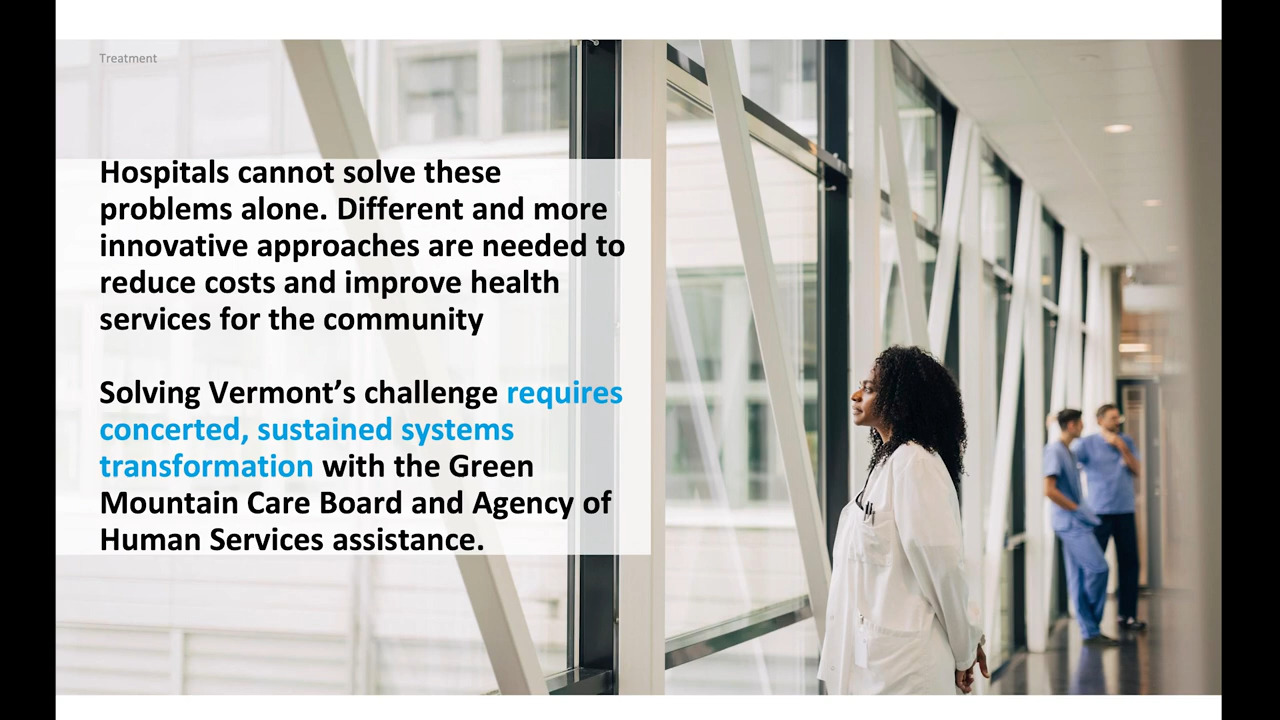 Treatment
Hospitals cannot solve these
problems alone. Different and more
innovative approaches are needed to
reduce costs and improve health
services for the community
Solving Vermont’s challenge requires
concerted, sustained systems
transformation with the Green
Mountain Care Board and Agency of
Human Services assistance.